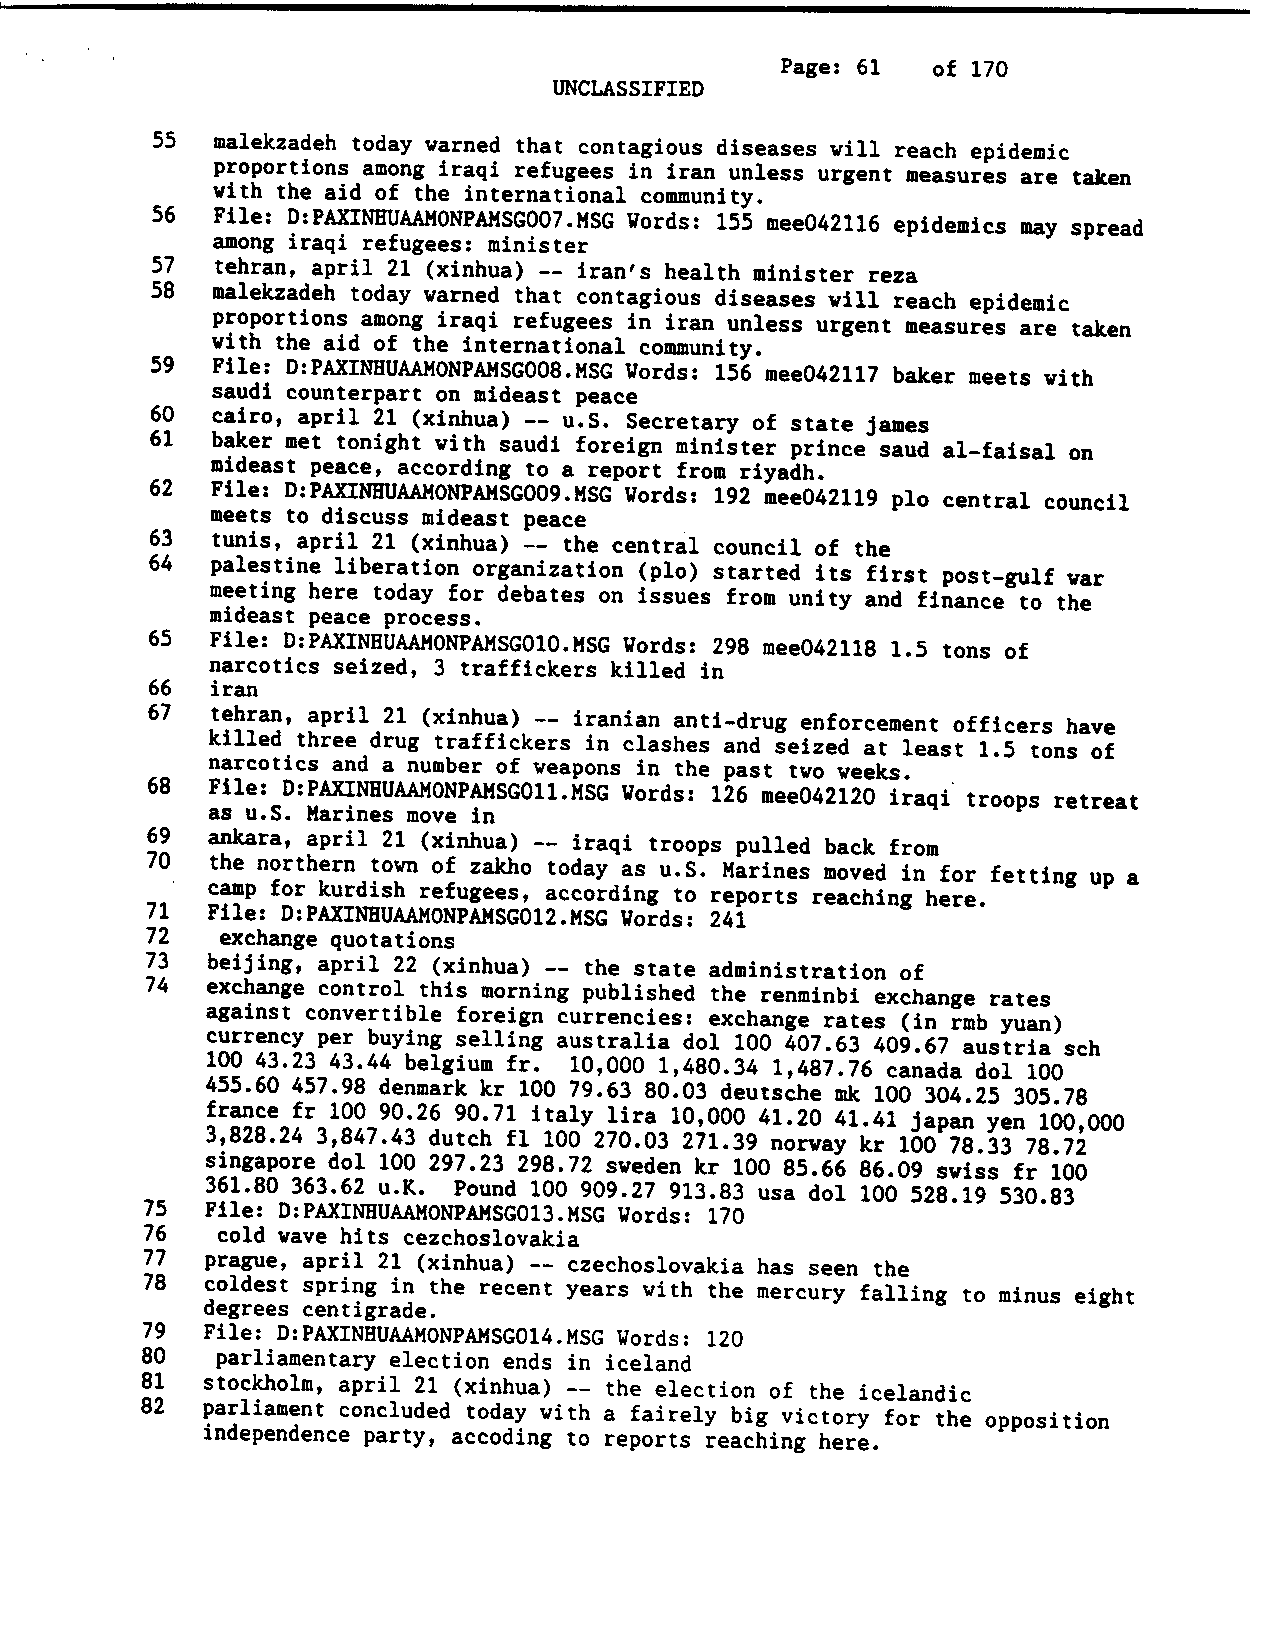 Page: 61 of 170
UNCLASSIFIED
55 malekzadeh today warned that contagious diseases will reach epidemic
proportions among iraqi refugees in iran unless urgent measures are taken
with the aid of the international community.
56 File: D:PAXINHUAAMONPAMSG007.MSG Words: 155 mee042116 epidemics may spread
among iraqi refugees: minister
57 tehran, april 21 (xinhua) -- iran's health minister reza
58 malekzadeh today warned that contagious diseases will reach epidemic
proportions among iraqi refugees in iran unless urgent measures are taken
with the aid of the international community.
59 File: D:PAXINHUAAMONPAMSG008.MSG Words: 156 mee042117 baker meets with
saudi counterpart on mideast peace
60 cairo, april 21 (xinhua) -- u.S. Secretary of state james
61 baker met tonight with saudi foreign minister prince saud al-faisal on
mideast peace, according to a report from riyadh.
62 File: D:PAXINHUAAMONPAMSG009.MSG Words: 192 mee042119 plo central council
meets to discuss mideast peace
63 tunis, april 21 (xinhua) -- the central council of the
64 palestine liberation organization (plo) started its first post-gulf war
meeting here today for debates on issues from unity and finance to the
mideast peace process.
65 File: D:PAXINHUAAMONPAMSG010.MSG Words: 298 mee042118 1.5 tons of
narcotics seized, 3 traffickers killed in
66 iran
67 tehran, april 21 (xinhua) -- iranian anti-drug enforcement officers have
killed three drug traffickers in clashes and seized at least 1.5 tons of
narcotics and a number of weapons in the past two weeks.
68 File: D:PAXINHUAAMONPAMSG011.MSG Words: 126 mee042120 iraqi troops retreat
as u.S. Marines move in
69 ankara, april 21 (xinhua) -- iraqi troops pulled back from
70 the northern town of zakho today as u.S. Marines moved in for fetting up a
camp for kurdish refugees, according to reports reaching here.
71 File: D:PAXINHUAAMONPAMSG012.MSG Words: 241
72 exchange quotations
73 beijing, april 22 (xinhua) -- the state administration of
74 exchange control this morning published the renminbi exchange rates
against convertible foreign currencies: exchange rates (in rmb yuan)
currency per buying selling australia dol 100 407.63 409.67 austria sch
100 43.23 43.44 belgium fr. 10,000 1,480.34 1,487.76 canada dol 100
455.60 457.98 denmark kr 100 79.63 80.03 deutsche mk 100 304.25 305.78
france fr 100 90.26 90.71 italy lira 10,000 41.20 41.41 japan yen 100,000
3,828.24 3,847.43 dutch fl 100 270.03 271.39 norway kr 100 78.33 78.72
singapore dol 100 297.23 298.72 sweden kr 100 85.66 86.09 swiss fr 100
361.80 363.62 u.K. Pound 100 909.27 913.83 usa dol 100 528.19 530.83
75 File: D:PAXINHUAAMONPAMSG013.MSG Words: 170
76 cold wave hits cezchoslovakia
77 prague, april 21 (xinhua) -- czechoslovakia has seen the
78 coldest spring in the recent years with the mercury falling to minus eight
degrees centigrade.
79 File: D:PAXINHUAAMONPAMSG014.MSG Words: 120
80 parliamentary election ends in iceland
81 stockholm, april 21 (xinhua) -- the election of the icelandic
82 parliament concluded today with a fairely big victory for the opposition
independence party, accoding to reports reaching here.